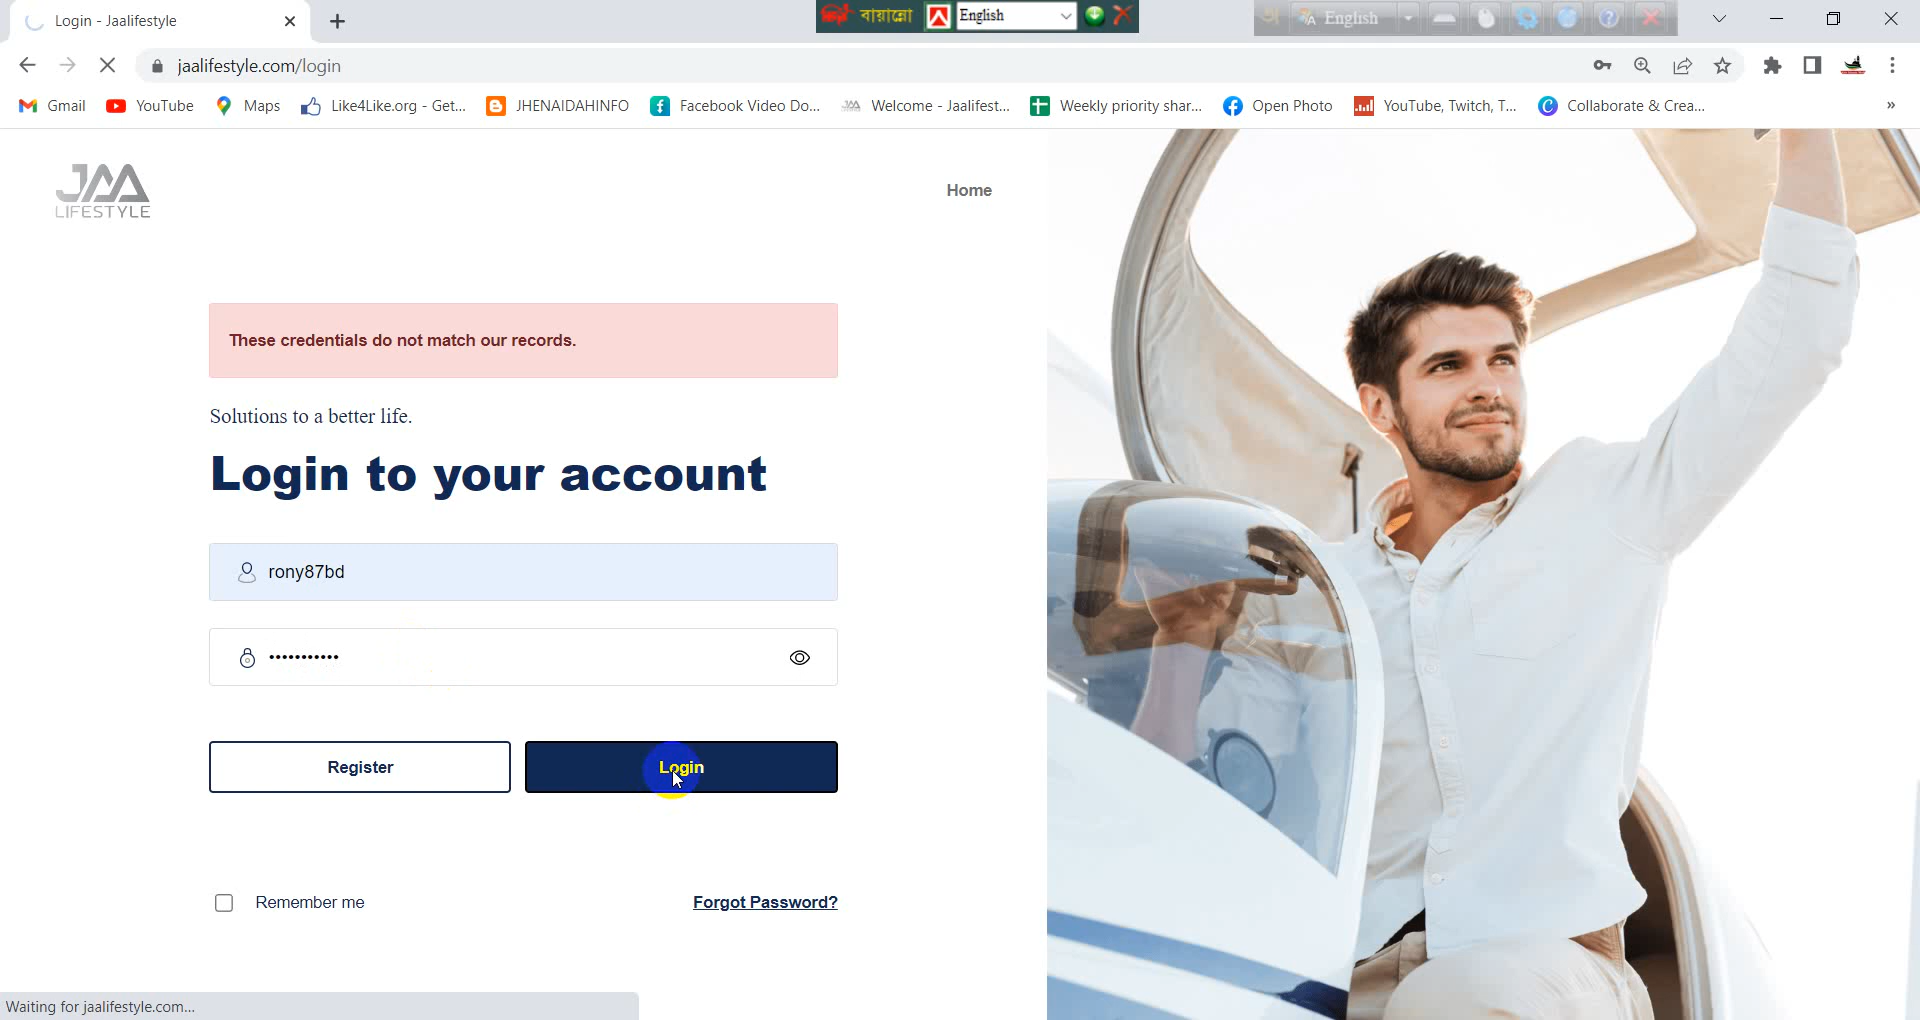 Login - Jaalifestyle
বায়ান্নো
English
অ
English
jaalifestyle.com/login
Gmail
YouTube
Maps
Like4Like.org - Get...
JHENAIDAHINFO
Facebook Video Do...
Welcome - Jaalifest...
Weekly priority shar...
Open Photo
YouTube, Twitch, T...
Collaborate & Crea...
»
JAA
LIFESTYLE
Home
These credentials do not match our records.
Solutions to a better life.
Login to your account
rony87bd
Register
Login
Remember me
Forgot Password?
Waiting for jaalifestyle.com...